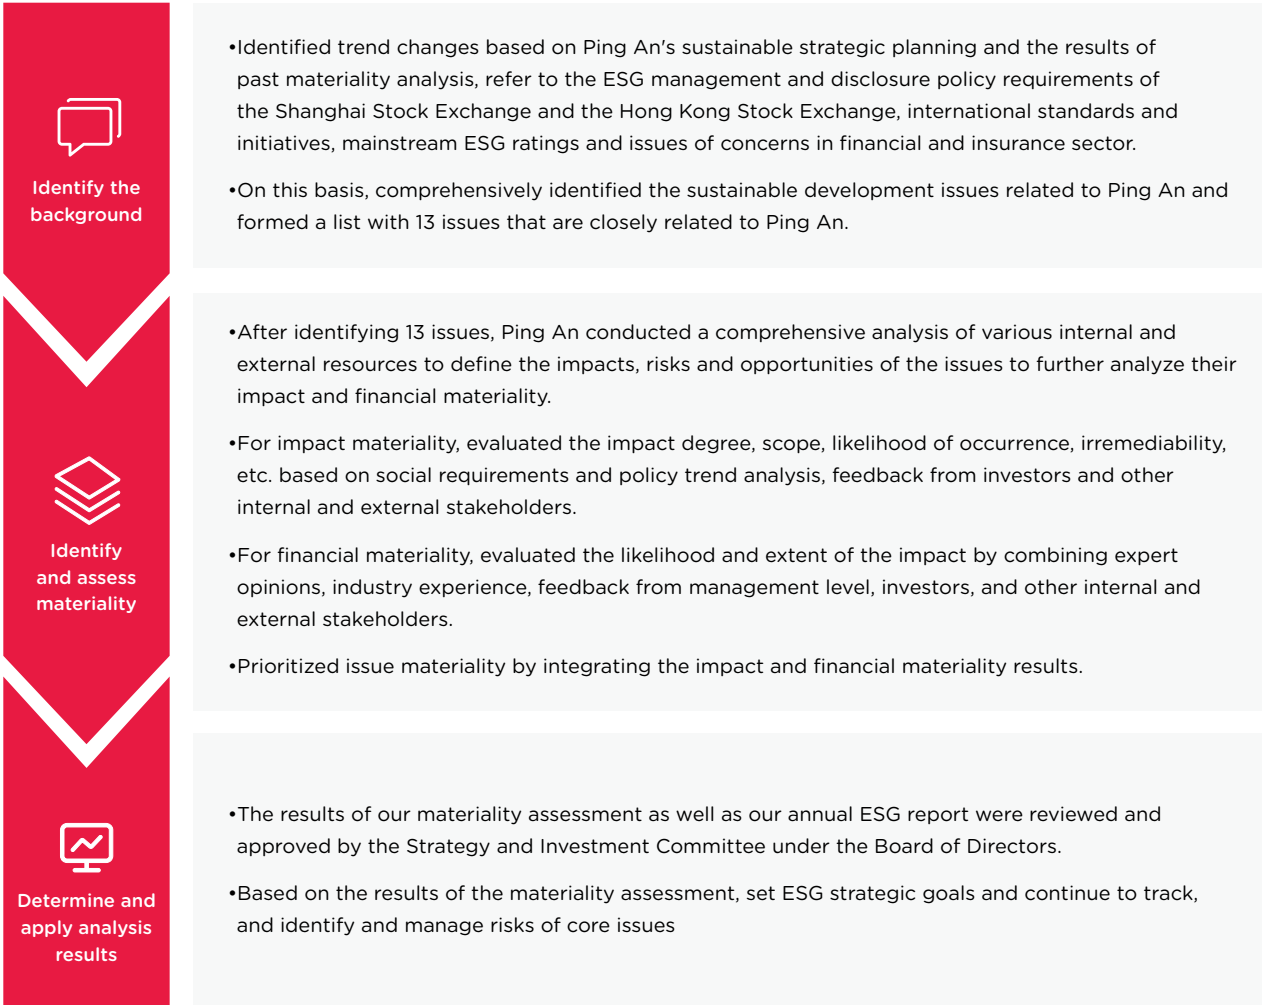 Identify the
background
•Identified trend changes based on Ping An's sustainable strategic planning and the results of
past materiality analysis, refer to the ESG management and disclosure policy requirements of
the Shanghai Stock Exchange and the Hong Kong Stock Exchange, international standards and
initiatives, mainstream ESG ratings and issues of concerns in financial and insurance sector.
•On this basis, comprehensively identified the sustainable development issues related to Ping An and
formed a list with 13 issues that are closely related to Ping An.
Identify
and assess
materiality
•After identifying 13 issues, Ping An conducted a comprehensive analysis of various internal and
external resources to define the impacts, risks and opportunities of the issues to further analyze their
impact and financial materiality.
•For impact materiality, evaluated the impact degree, scope, likelihood of occurrence, irremediability,
etc. based on social requirements and policy trend analysis, feedback from investors and other
internal and external stakeholders.
•For financial materiality, evaluated the likelihood and extent of the impact by combining expert
opinions, industry experience, feedback from management level, investors, and other internal and
external stakeholders.
•Prioritized issue materiality by integrating the impact and financial materiality results.
Determine and
apply analysis
results
•The results of our materiality assessment as well as our annual ESG report were reviewed and
approved by the Strategy and Investment Committee under the Board of Directors.
•Based on the results of the materiality assessment, set ESG strategic goals and continue to track,
and identify and manage risks of core issues